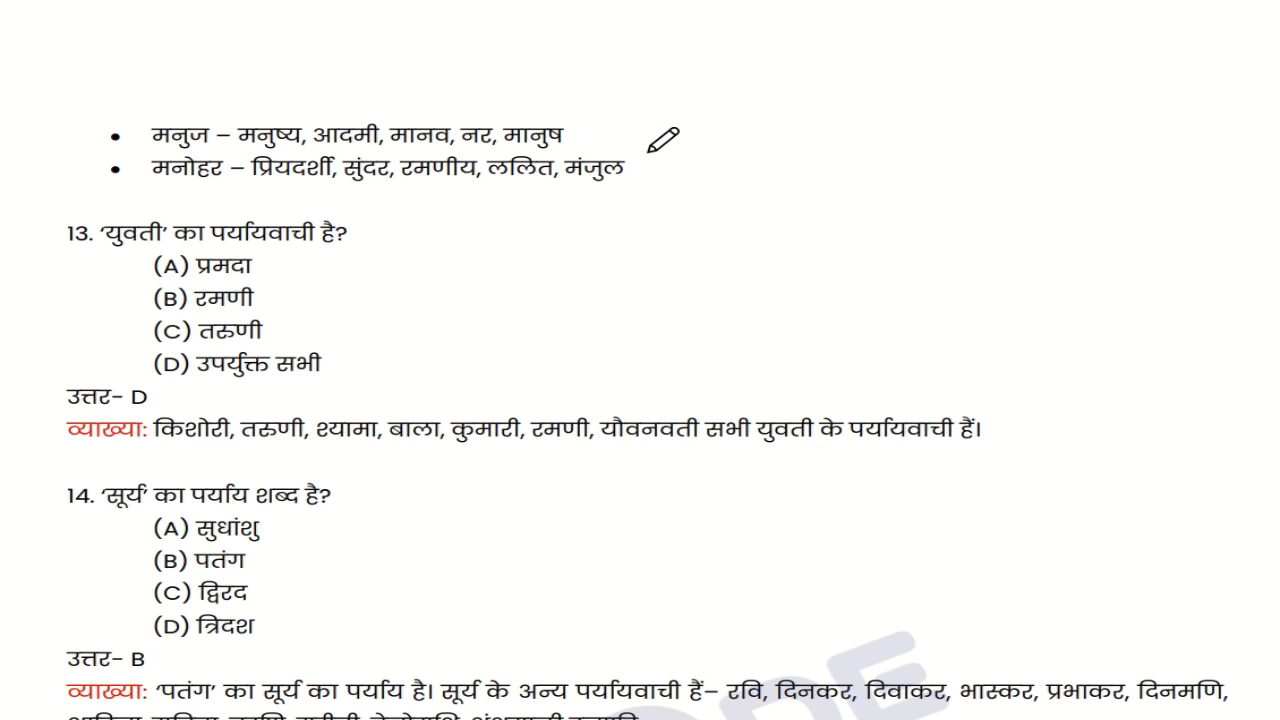 • मनुज – मनुष्य, आदमी, मानव, नर, मानुष
• मनोहर – प्रियदर्शी, सुंदर, रमणीय, ललित, मंजुल
13. ‘युवती’ का पर्यायवाची है?
(A) प्रमदा
(B) रमणी
(C) तरुणी
(D) उपर्युक्त सभी
उत्तर- D
व्याख्या: किशोरी, तरुणी, श्यामा, बाला, कुमारी, रमणी, यौवनवती सभी युवती के पर्यायवाची हैं।
14. ‘सूर्य’ का पर्याय शब्द है?
(A) सुधांशु
(B) पतंग
(C) द्विरद
(D) त्रिदश
उत्तर- B
व्याख्या: ‘पतंग’ का सूर्य का पर्याय है। सूर्य के अन्य पर्यायवाची हैं– रवि, दिनकर, दिवाकर, भास्कर, प्रभाकर, दिनमणि,